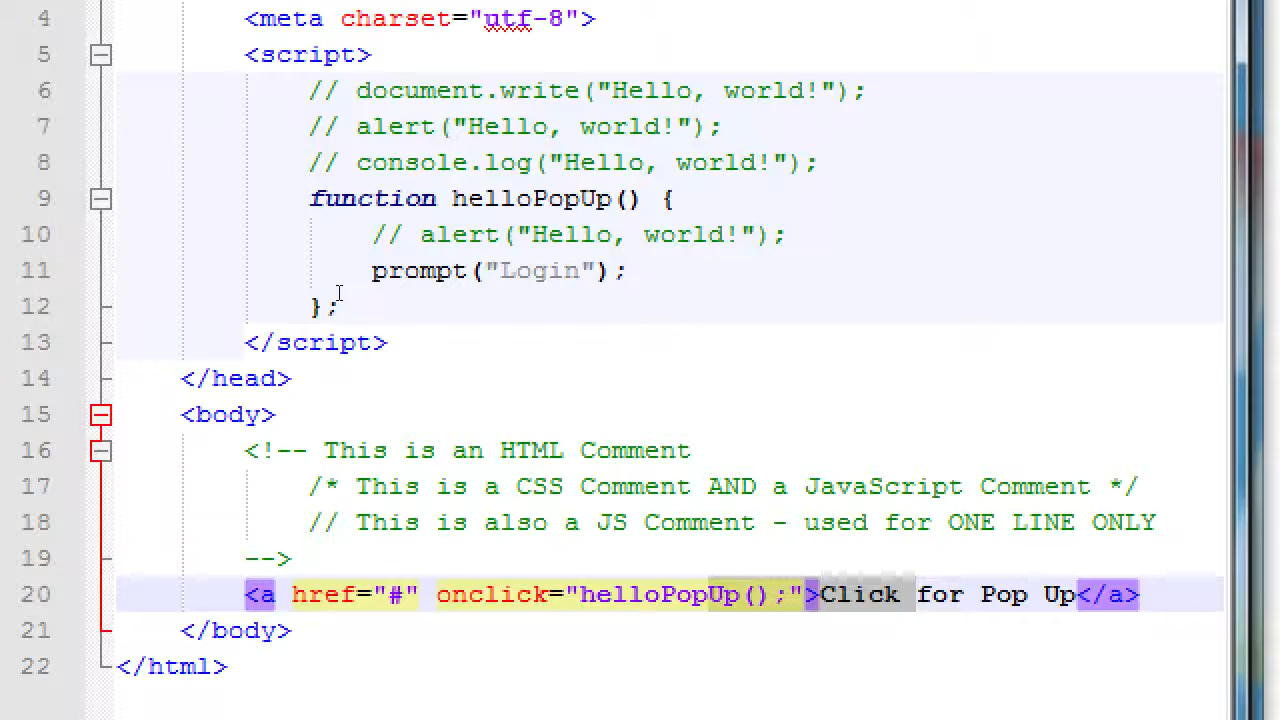 4 <meta charset="utf-8">
5 <script>
6 // document.write("Hello, world!");
7 // alert("Hello, world!");
8 // console.log("Hello, world!");
9 function helloPopUp() {
10 // alert("Hello, world!");
11 prompt("Login");
12 };
13 </script>
14 </head>
15 <body>
16 <!-- This is an HTML Comment
17 /* This is a CSS Comment AND a JavaScript Comment */
18 // This is also a JS Comment - used for ONE LINE ONLY
19 -->
20 <a href="#" onclick="helloPopUp();">Click for Pop Up</a>
21 </body>
22 </html>